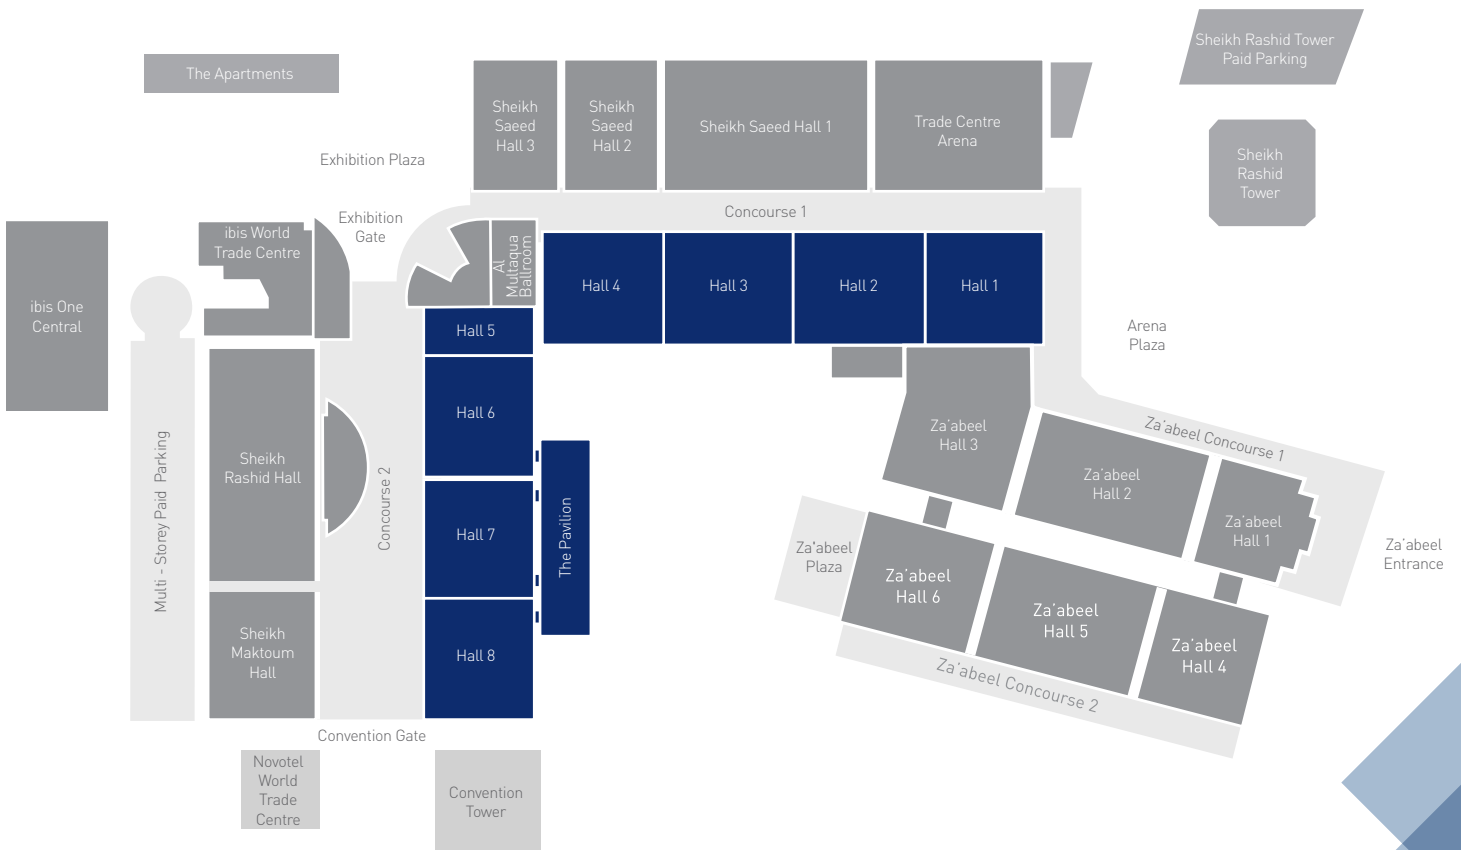 Sheikh Rashid Tower
Paid Parking
The Apartments
Sheikh
Saeed
Hall 3
Sheikh
Saeed
Hall 2
Sheikh Saeed Hall 1
Trade Centre
Arena
Sheikh
Rashid
Tower
Exhibition Plaza
Exhibition
Gate
Concourse 1
ibis World
Trade Centre
Al
Multaqua
Ballroom
Hall 4
Hall 3
Hall 2
Hall 1
ibis One
Central
Hall 5
Arena
Plaza
Hall 6
Za'abeel
Hall 3
Za'abeel Concourse 1
Sheikh
Rashid Hall
Za'abeel
Hall 2
Multi - Storey Paid Parking
Concourse 2
Hall 7
The Pavilion
Za'abeel
Hall 1
Za'abeel
Plaza
Za'abeel
Entrance
Za'abeel
Hall 6
Za'abeel
Hall 5
Za'abeel
Hall 4
Sheikh
Maktoum
Hall
Hall 8
Za'abeel Concourse 2
Convention Gate
Novotel
World
Trade
Centre
Convention
Tower